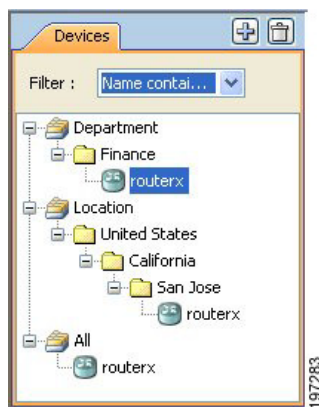 Devices
Filter : Name contai...
Department
Finance
routerx
Location
United States
California
San Jose
routerx
All
routerx
197283